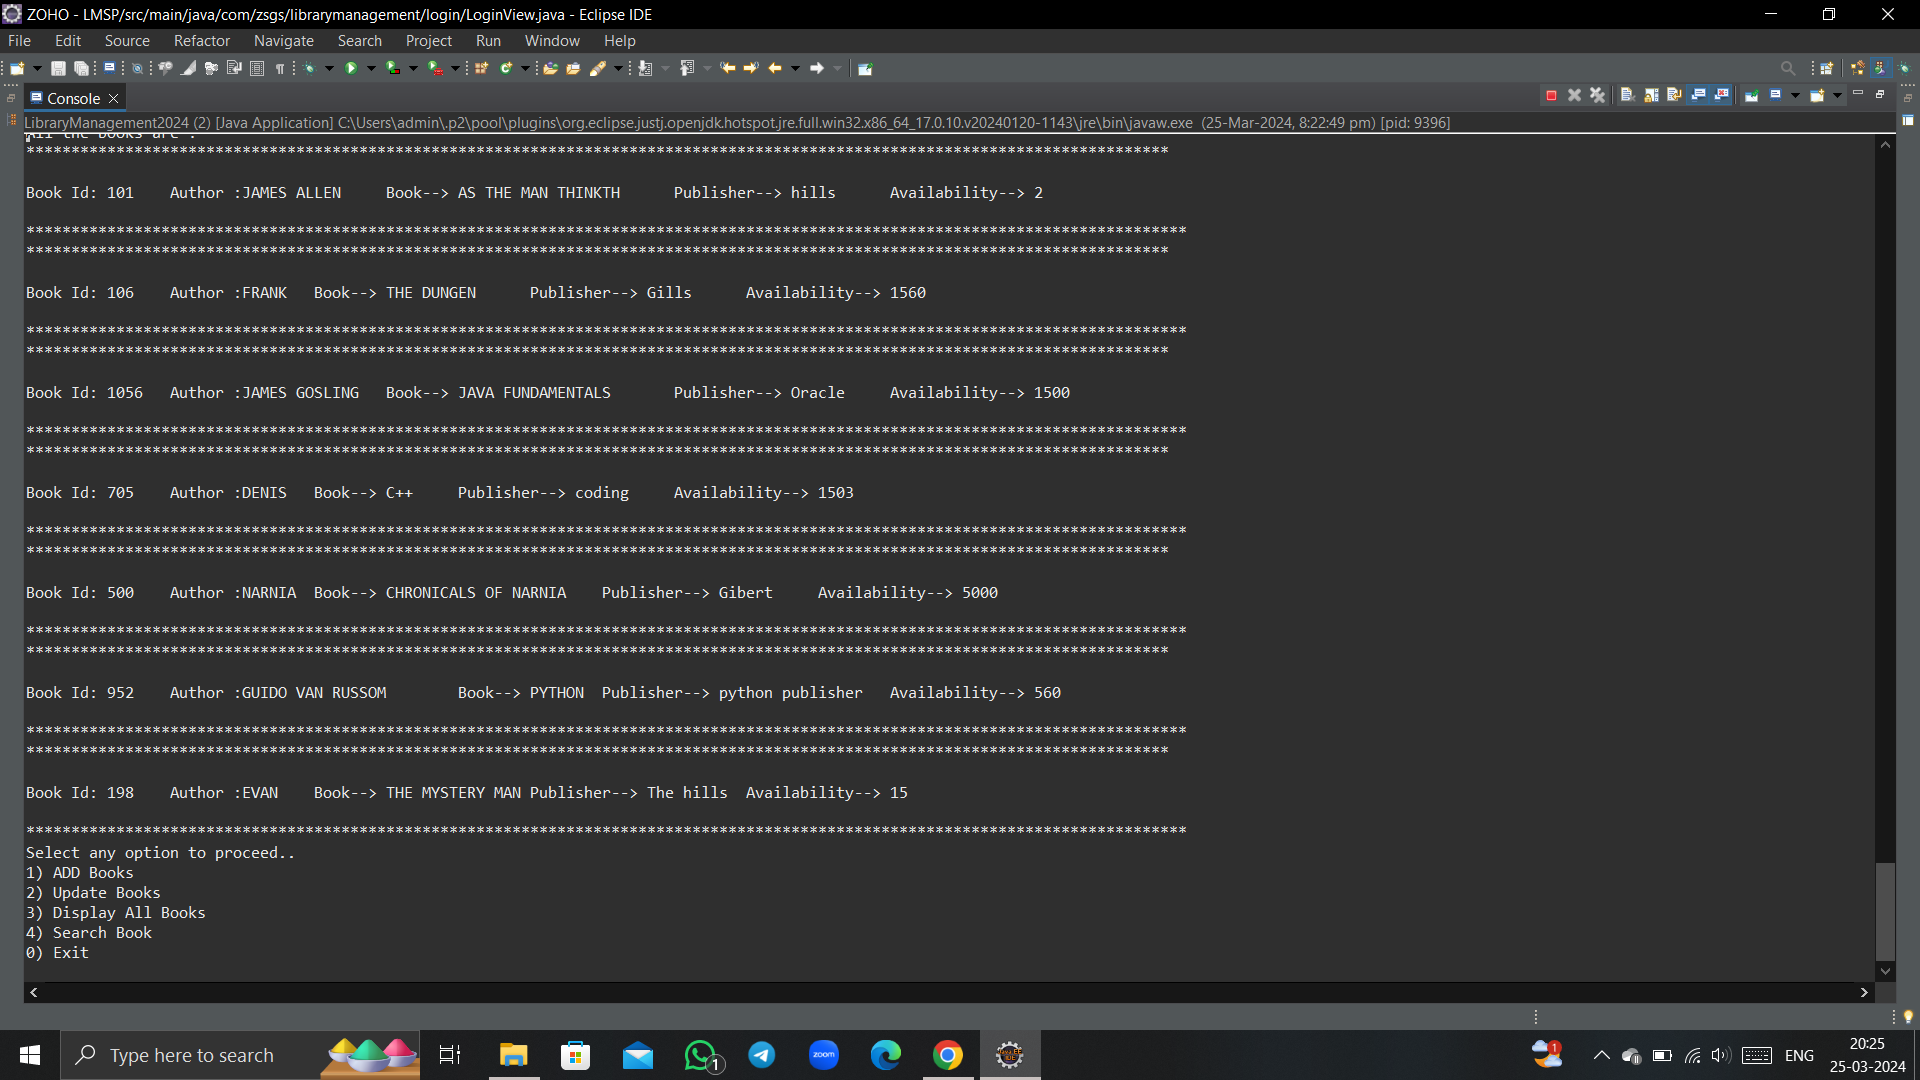 ZOHO - LMSP/src/main/java/com/zsgs/librarymanagement/login/LoginView.java - Eclipse IDE
File Edit Source Refactor Navigate Search Project Run Window Help
Console
LibraryManagement2024 (2) [Java Application] C:\Users\admin\.p2\pool\plugins\org.eclipse.justj.openjdk.hotspot.jre.full.win32.x86_64_17.0.10.v20240120-1143\jre\bin\javaw.exe (25-Mar-2024, 8:22:49 pm) [pid: 9396]
All the Books are :
*******************************************************************************************************************************
Book Id: 101 Author :JAMES ALLEN Book--> AS THE MAN THINKTH Publisher--> hills Availability--> 2
*********************************************************************************************************************************
*******************************************************************************************************************************
Book Id: 106 Author :FRANK Book--> THE DUNGEN Publisher--> Gills Availability--> 1560
*********************************************************************************************************************************
*******************************************************************************************************************************
Book Id: 1056 Author :JAMES GOSLING Book--> JAVA FUNDAMENTALS Publisher--> Oracle Availability--> 1500
*********************************************************************************************************************************
*******************************************************************************************************************************
Book Id: 705 Author :DENIS Book--> C++ Publisher--> coding Availability--> 1503
*********************************************************************************************************************************
*******************************************************************************************************************************
Book Id: 500 Author :NARNIA Book--> CHRONICALS OF NARNIA Publisher--> Gibert Availability--> 5000
*********************************************************************************************************************************
*******************************************************************************************************************************
Book Id: 952 Author :GUIDO VAN RUSSOM Book--> PYTHON Publisher--> python publisher Availability--> 560
*********************************************************************************************************************************
*******************************************************************************************************************************
Book Id: 198 Author :EVAN Book--> THE MYSTERY MAN Publisher--> The hills Availability--> 15
*********************************************************************************************************************************
Select any option to proceed..
1) ADD Books
2) Update Books
3) Display All Books
4) Search Book
0) Exit
Type here to search
zoom
1
1
ENG
20:25
25-03-2024